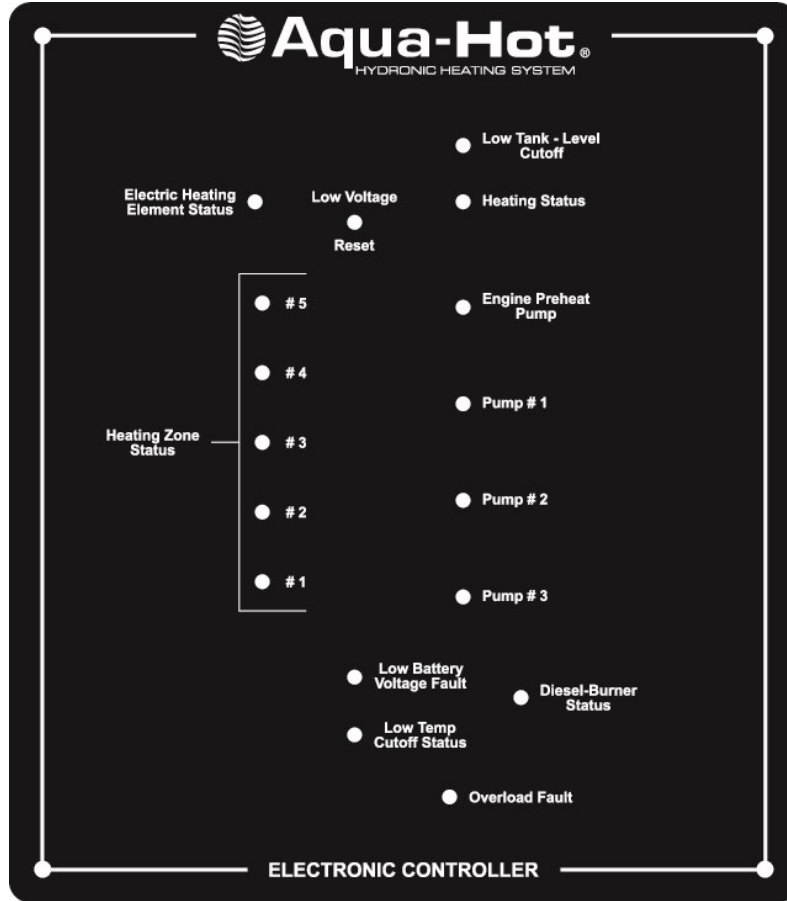 Aqua-Hot®
HYDRONIC HEATING SYSTEM
Low Tank - Level
Cutoff
Electric Heating
Element Status
Low Voltage
Reset
Heating Status
# 5
Engine Preheat
Pump
# 4
Pump # 1
Heating Zone
Status
# 3
# 2
Pump # 2
# 1
Pump # 3
Low Battery
Voltage Fault
Diesel-Burner
Status
Low Temp
Cutoff Status
Overload Fault
ELECTRONIC CONTROLLER